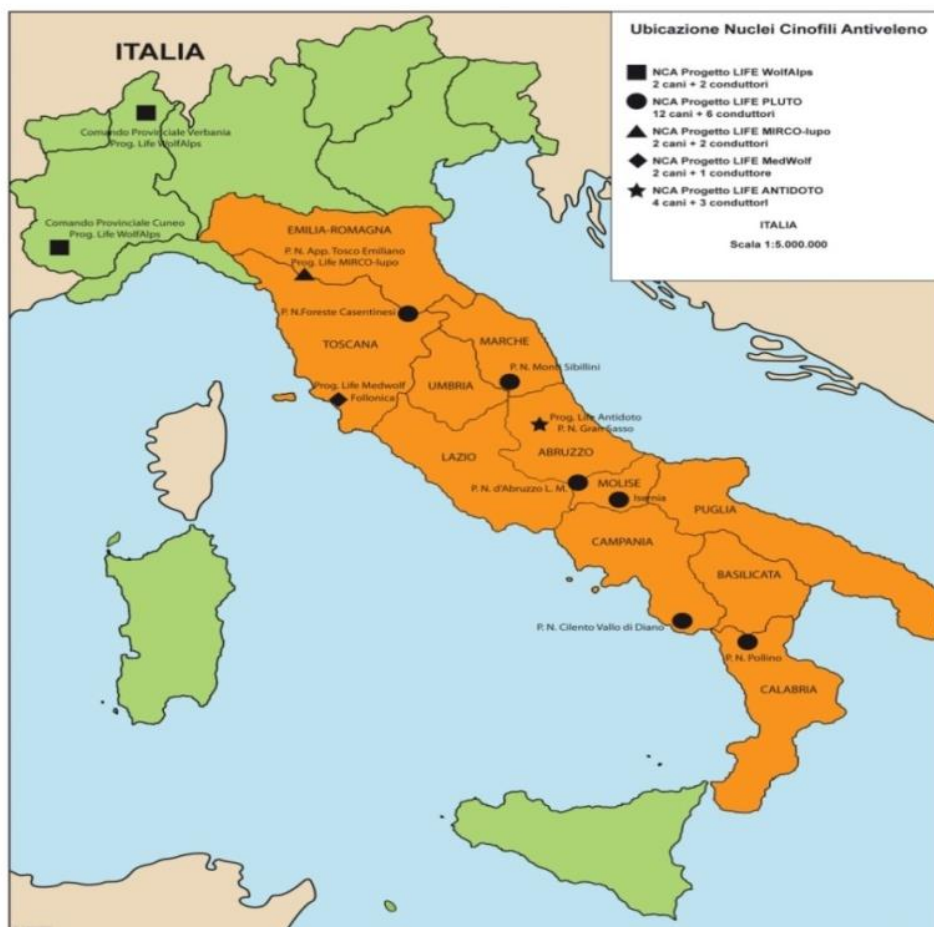 ITALIA
Ubicazione Nuclei Cinofili Antiveleno
NCA Progetto LIFE WolfAlps
2 cani + 2 conduttori
NCA Progetto LIFE PLUTO
12 cani + 6 conduttori
NCA Progetto LIFE MIRCO-lupo
2 cani + 2 conduttori
NCA Progetto LIFE MedWolf
2 cani + 1 conduttore
NCA Progetto LIFE ANTIDOTO
4 cani + 3 conduttori
ITALIA
Scala 1:5.000.000
Comando Provinciale Verbania
Prog. Life WolfAlps
Comando Provinciale Cuneo
Prog. Life WolfAlps
EMILIA-ROMAGNA
P. N. App. Tosco Emiliano
Prog. Life MIRCO-lupo
P. N.Foreste Casentinesi
TOSCANA
MARCHE
P. N. Monti Sibillini
UMBRIA
Prog. Life Medwolf
Follonica
Prog. Life Antidoto
P. N. Gran Sasso
ABRUZZO
LAZIO
P. N. d'Abruzzo L. M.
MOLISE
Isernia
PUGLIA
CAMPANIA
BASILICATA
P. N. Cilento Vallo di Diano
P. N. Pollino
CALABRIA